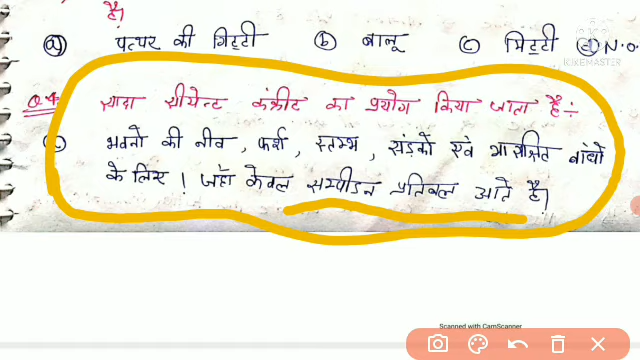 है।
ⓐ पत्थर की गिट्टी ⓑ बालू ⓒ मिट्टी ⓓ N.O
KINEMASTER
Q.4 सादा सीमेन्ट कंक्रीट का प्रयोग किया जाता है:-
भवनो की नीव, फर्श, स्तम्भ, सड़को एवं बांधो
के लिए। जहाँ केवल सम्पीडन प्रतिबल आते है।
Scanned with CamScanner